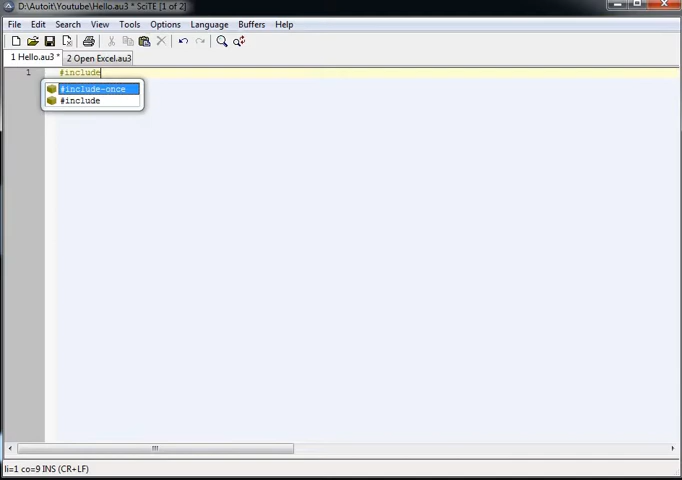 D:\Autoit\Youtube\Hello.au3 * SciTE [1 of 2]
File Edit Search View Tools Options Language Buffers Help
1 Hello.au3 * 2 Open Excel.au3
1 #include
#include-once
#include
li=1 co=9 INS (CR+LF)